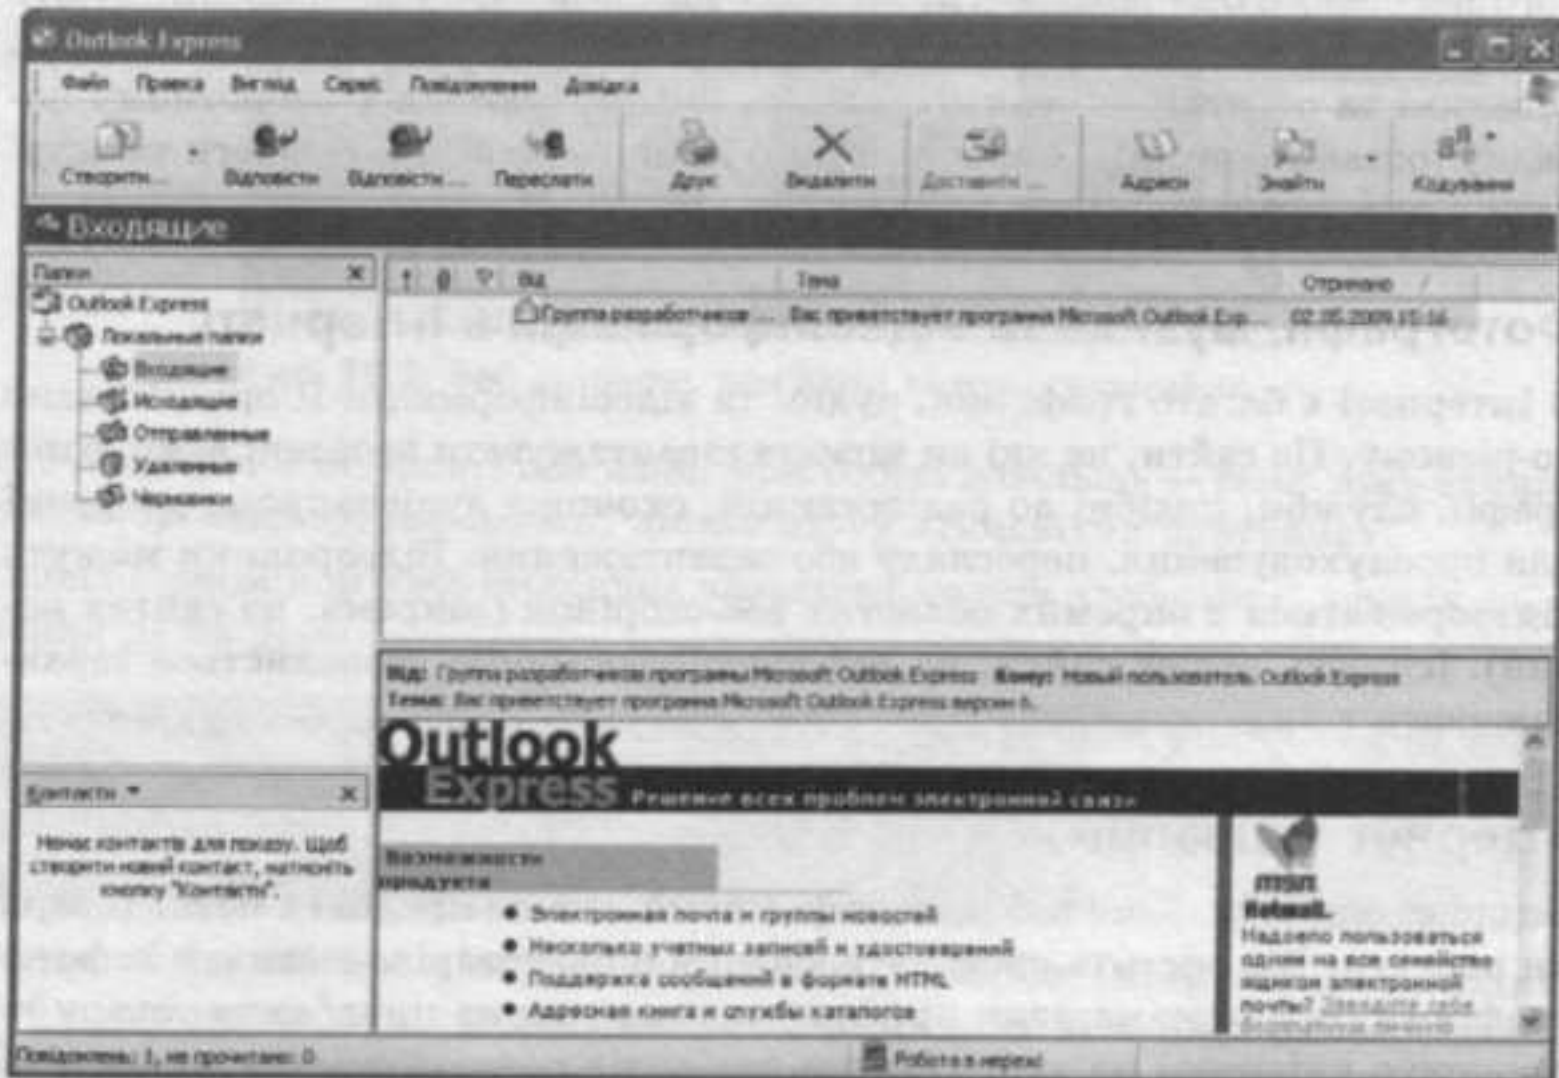 Outlook Express
Файл Правка Вигляд Сервіс Повідомлення Довідка
Створити... Відповісти Відповісти ... Переслати Друк Видалити Доставити ... Адреси Знайти Кодування
Входящие
Папки
Outlook Express
Локальные папки
Входящие
Исходящие
Отправленные
Удаленные
Черновики
Від Тема Отримано
Группа разработчиков ... Вас приветствует программа Microsoft Outlook Exp... 02.05.2009 15:16
Від: Группа разработчиков программы Microsoft Outlook Express Кому: Новый пользователь Outlook Express
Тема: Вас приветствует программа Microsoft Outlook Express версии 6.
Outlook
Express Решение всех проблем электронной связи
Контакти
Немає контактів для показу. Щоб
створити новий контакт, натисніть
кнопку "Контакти".
Возможности
продукта
Электронная почта и группы новостей
Несколько учетных записей и удостоверений
Поддержка сообщений в формате HTML
Адресная книга и службы каталогов
msn
Hotmail.
Надоело пользоваться
одним на все семейство
ящиком электронной
почты? Заведите себе
бесплатный личный
Повідомлень: 1, не прочитано: 0
Робота в мережі